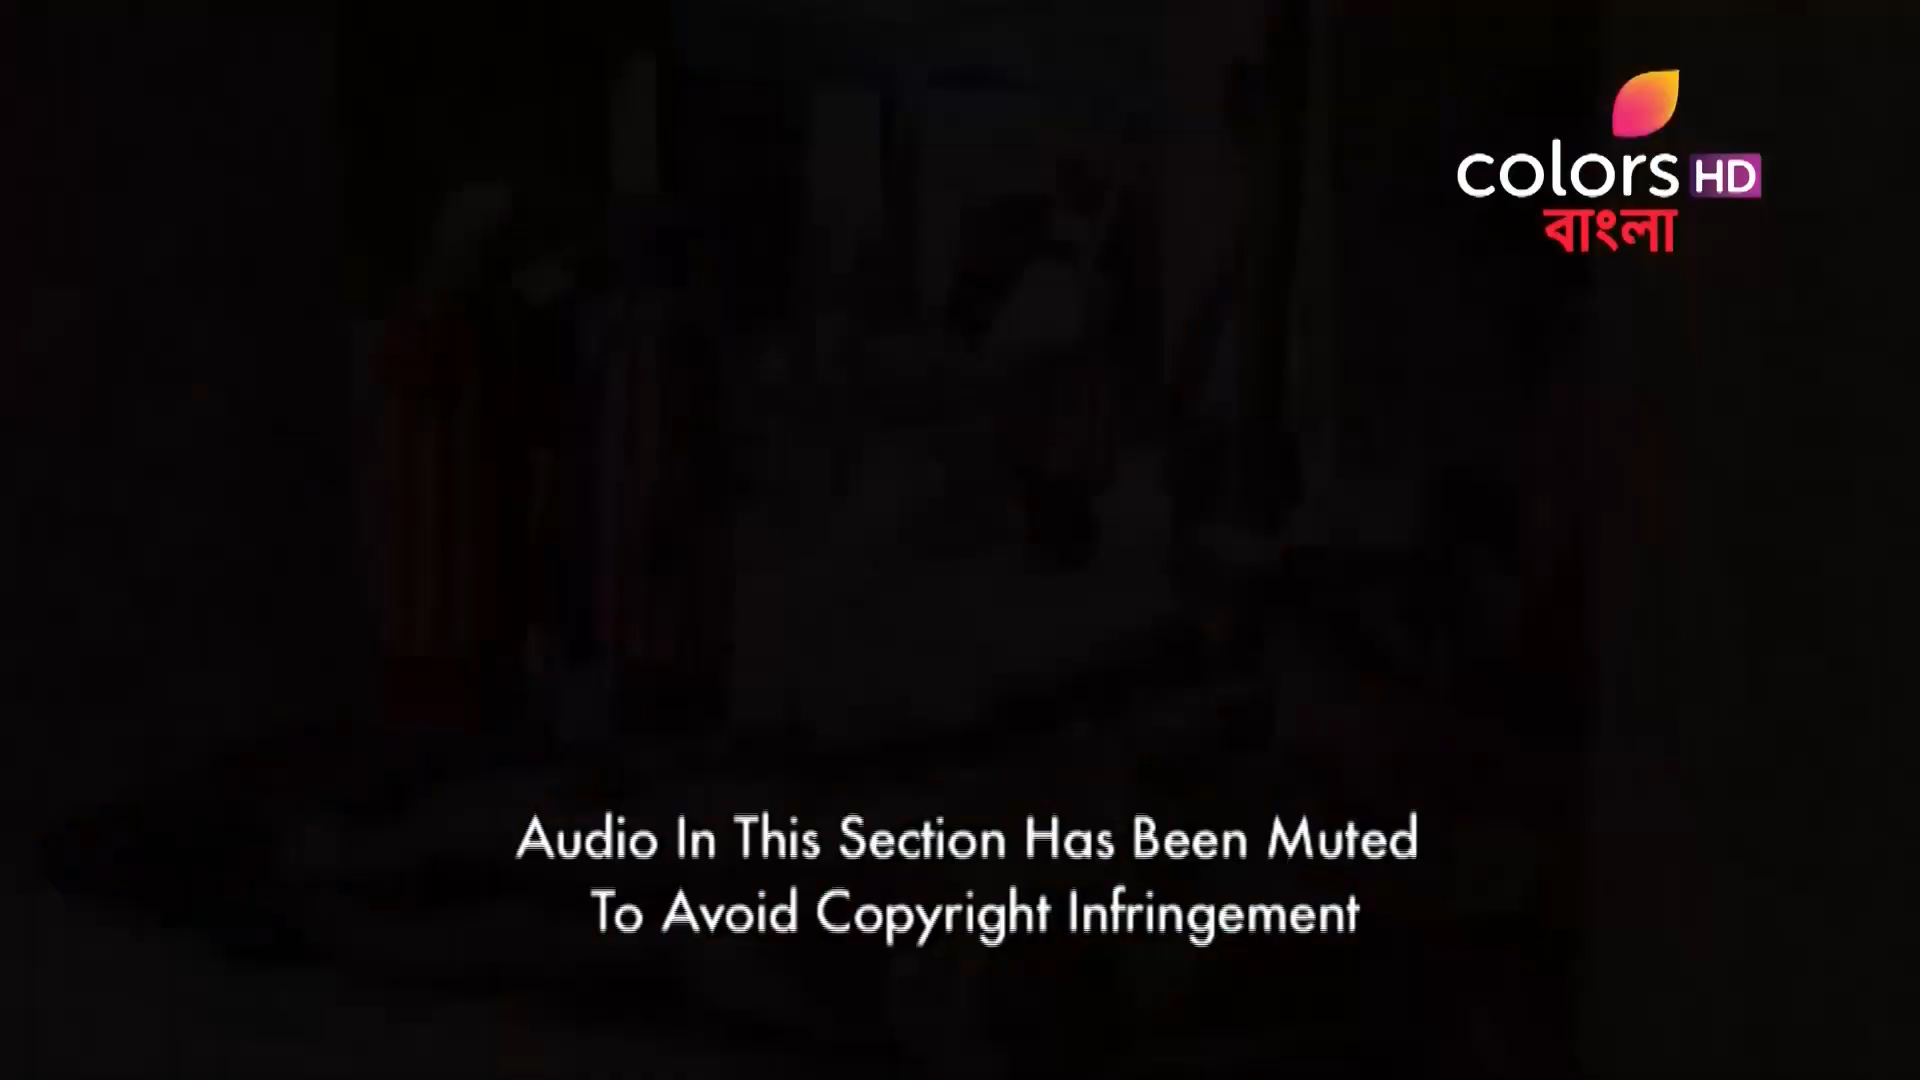 colors HD
বাংলা
Audio In This Section Has Been Muted
To Avoid Copyright Infringement